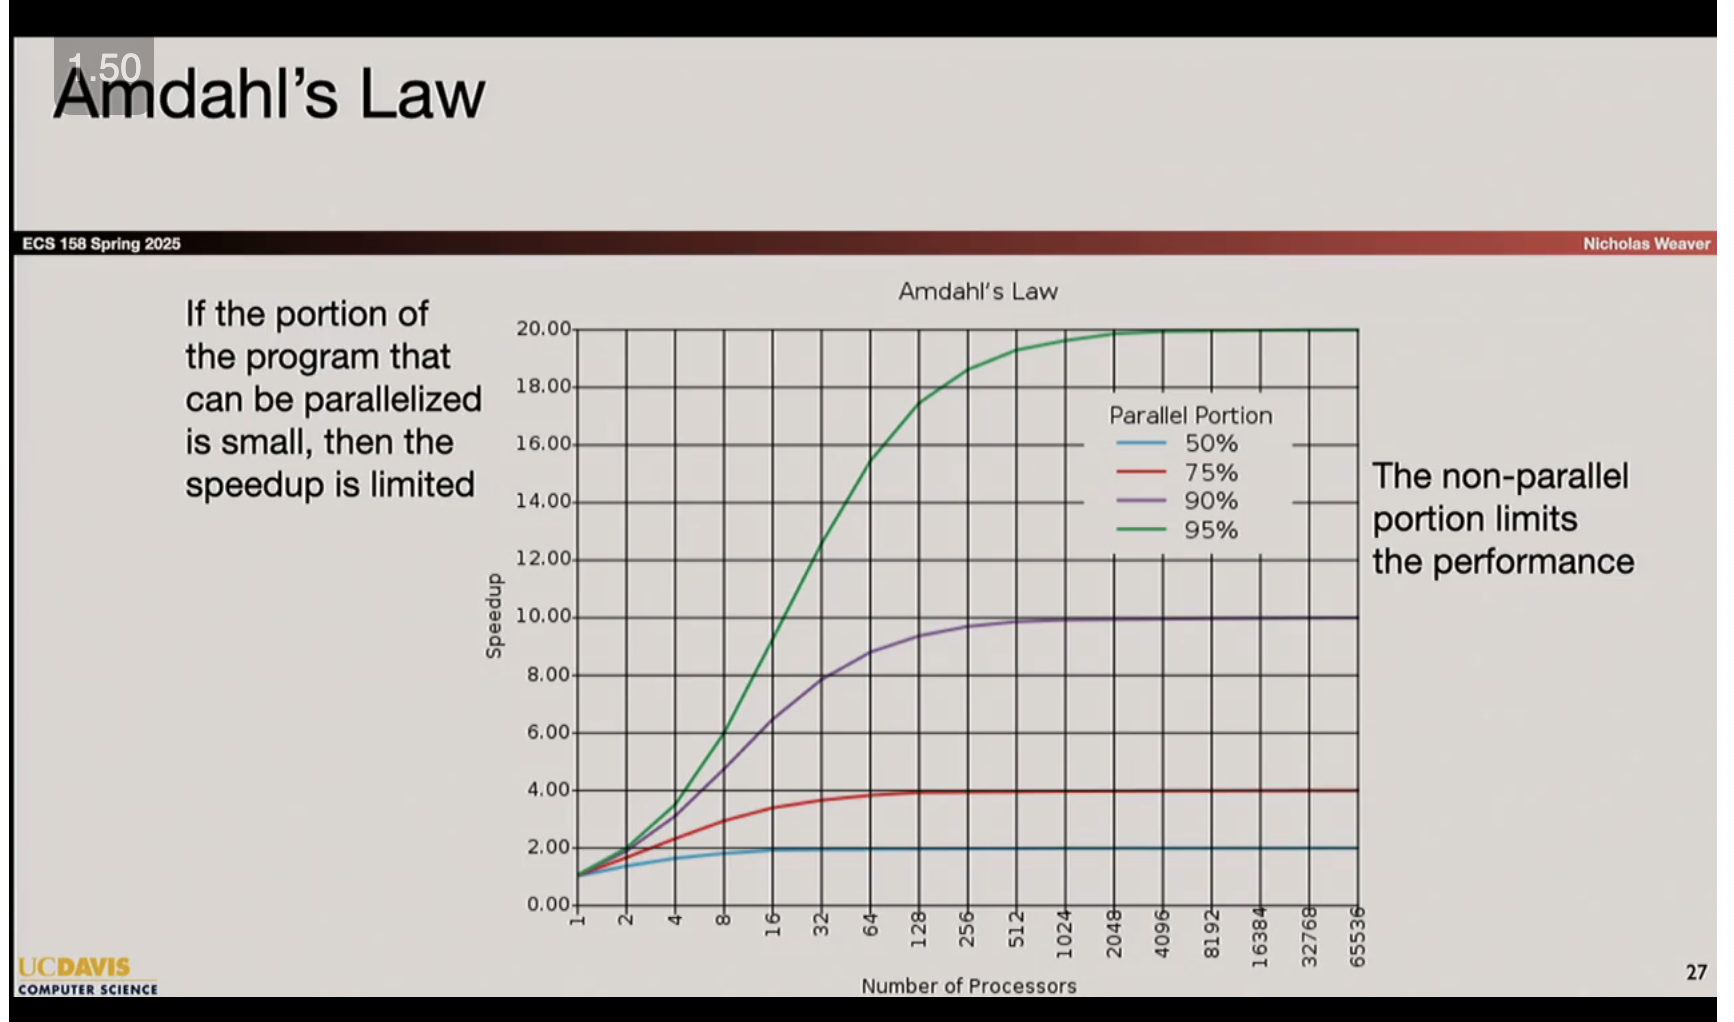 1.50
Amdahl's Law
ECS 158 Spring 2025
Nicholas Weaver
If the portion of
the program that
can be parallelized
is small, then the
speedup is limited
Amdahl's Law
20.00
18.00
16.00
14.00
12.00
10.00
8.00
6.00
4.00
2.00
0.00
Speedup
Parallel Portion
50%
75%
90%
95%
1
2
4
8
16
32
64
128
256
512
1024
2048
4096
8192
16384
32768
65536
Number of Processors
The non-parallel
portion limits
the performance
UCDAVIS
COMPUTER SCIENCE
27